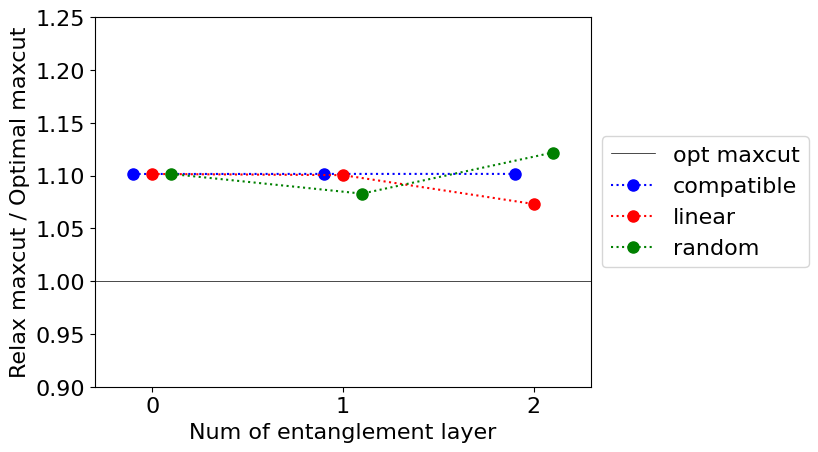 Relax maxcut / Optimal maxcut
1.25
1.20
1.15
1.10
1.05
1.00
0.95
0.90
0
1
2
Num of entanglement layer
opt maxcut
compatible
linear
random